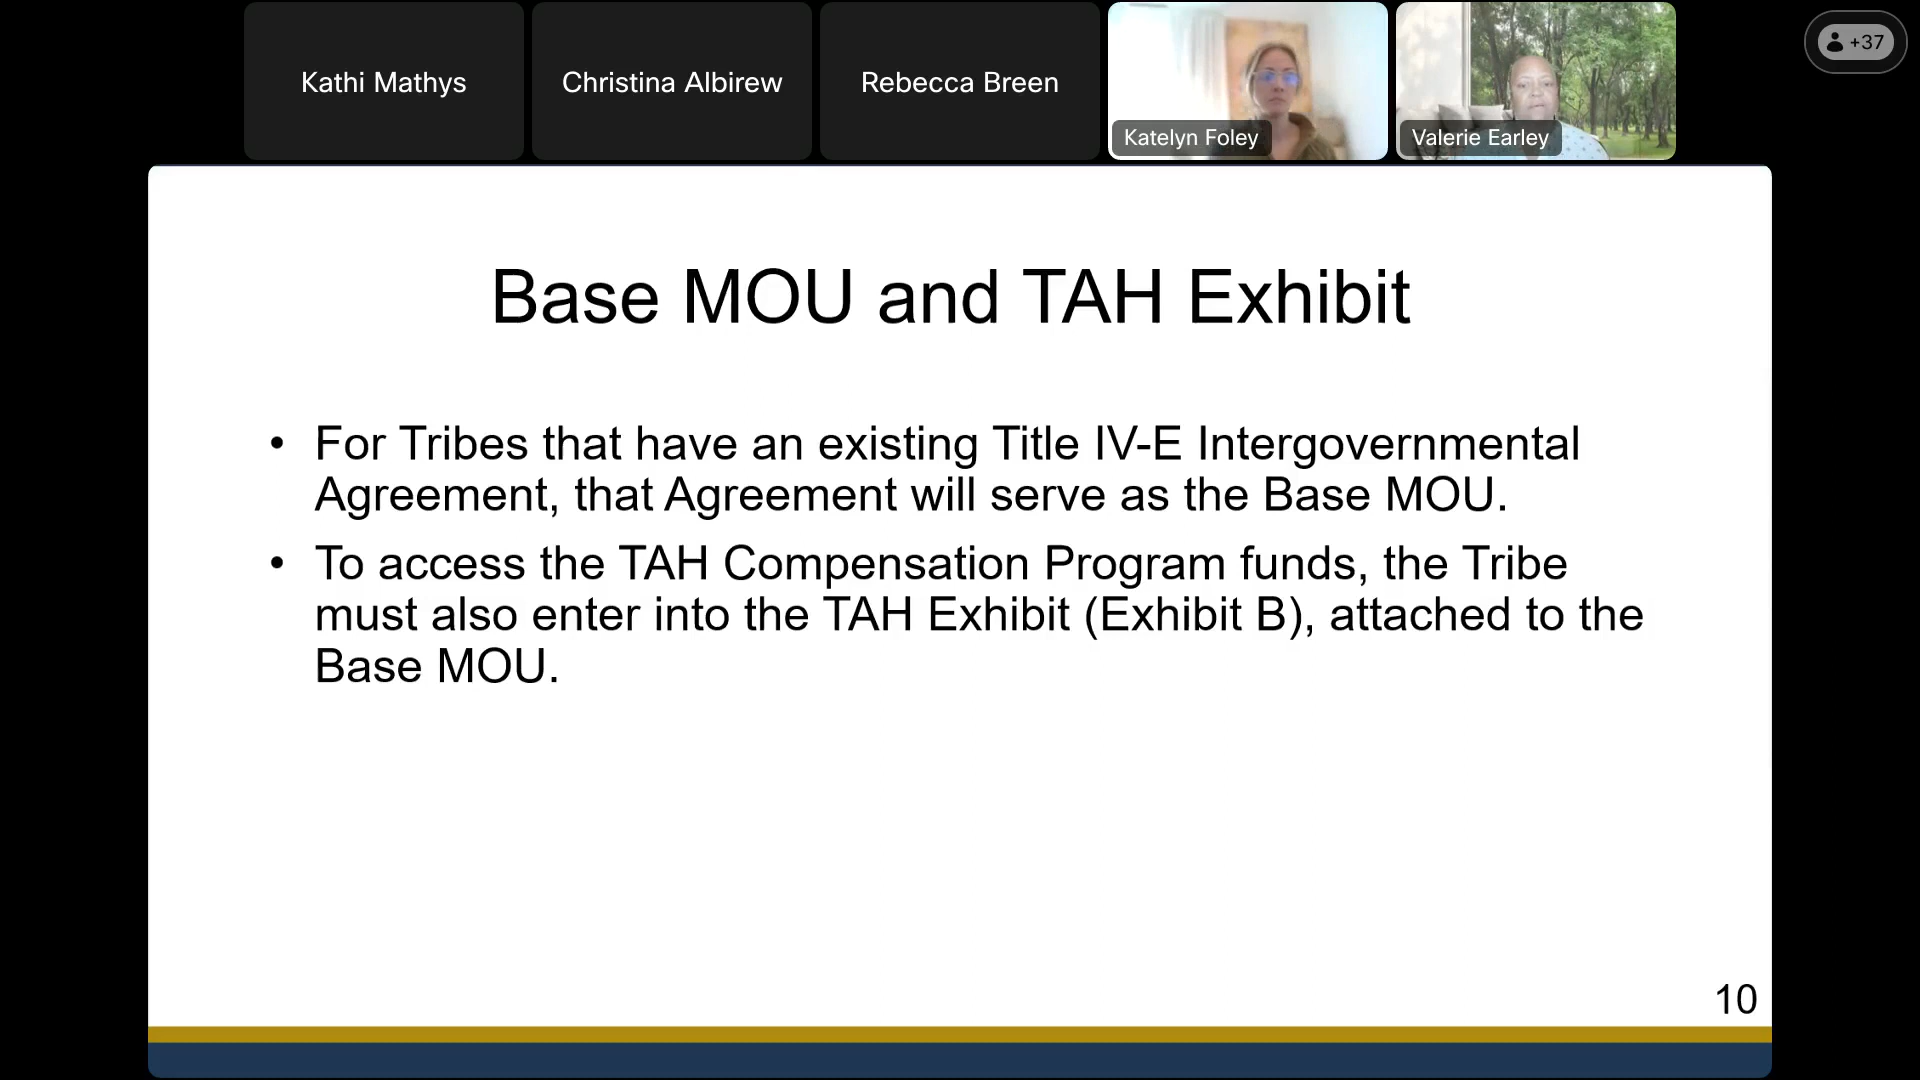 Kathi Mathys
Christina Albirew
Rebecca Breen
Katelyn Foley
Valerie Earley
+37
Base MOU and TAH Exhibit
• For Tribes that have an existing Title IV-E Intergovernmental
Agreement, that Agreement will serve as the Base MOU.
• To access the TAH Compensation Program funds, the Tribe
must also enter into the TAH Exhibit (Exhibit B), attached to the
Base MOU.
10